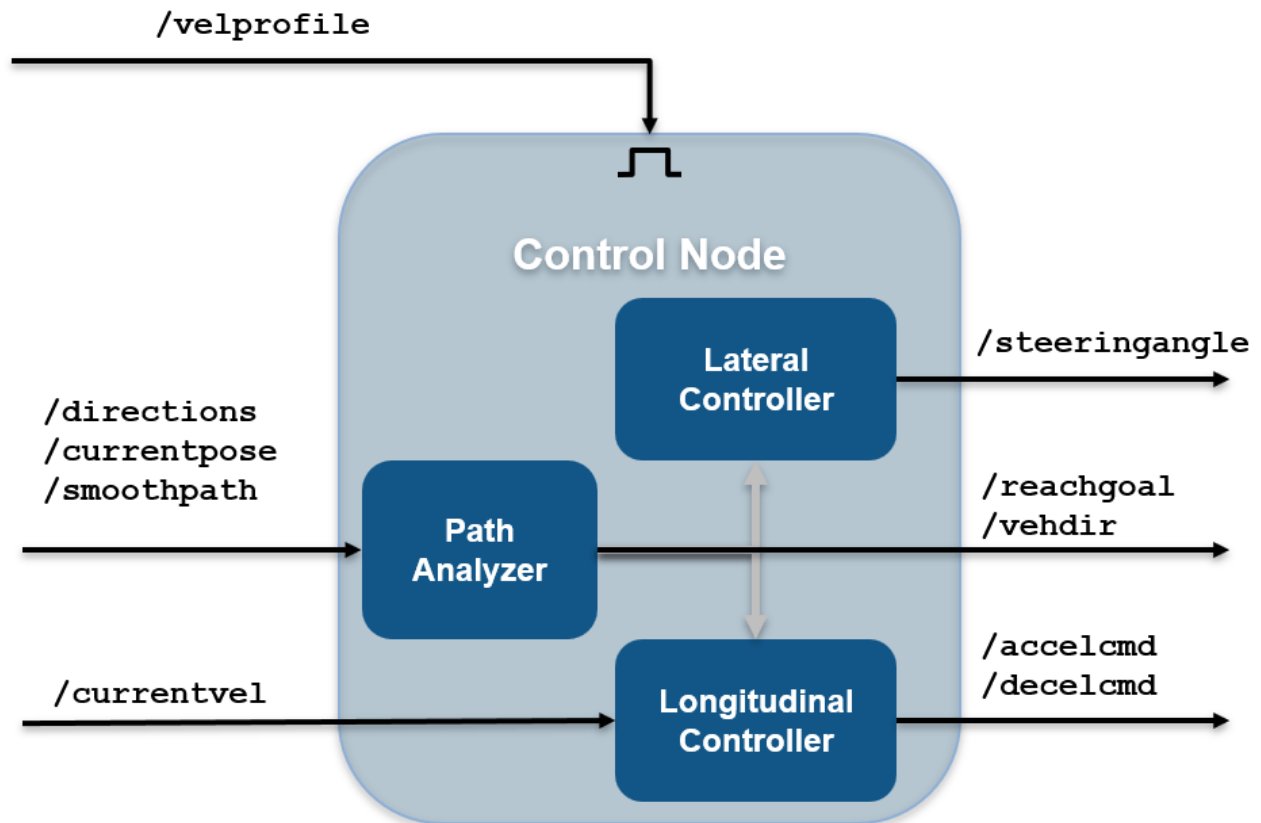 /velprofile
Control Node
Lateral
Controller
/steeringangle
/directions
/currentpose
/smoothpath
Path
Analyzer
/reachgoal
/vehdir
/currentvel
Longitudinal
Controller
/accelcmd
/decelcmd